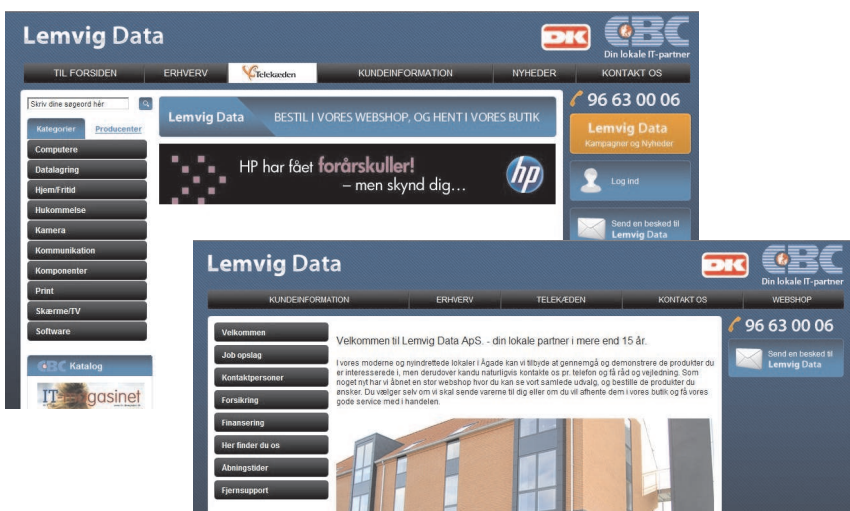 Lemvig Data
DK
CBC
Din lokale IT-partner
TIL FORSIDEN
ERHVERV
Telekæden
KUNDEINFORMATION
NYHEDER
KONTAKT OS
Skriv dine søgeord hér
Kategorier
Producenter
Computere
Datalagring
Hjem/Fritid
Hukommelse
Kamera
Kommunikation
Komponenter
Print
Skærme/TV
Software
CBC Katalog
Lemvig Data BESTIL I VORES WEBSHOP, OG HENT I VORES BUTIK
HP har fået forårskuller!
– men skynd dig...
hp
96 63 00 06
Lemvig Data
Kampagner og Nyheder
Log ind
Send en besked til
Lemvig Data
Lemvig Data
DK
CBC
Din lokale IT-partner
KUNDEINFORMATION
ERHVERV
TELEKÆDEN
KONTAKT OS
WEBSHOP
Velkommen
Job opslag
Kontaktpersoner
Forsikring
Finansering
Her finder du os
Åbningstider
Fjernsupport
Velkommen til Lemvig Data ApS. - din lokale partner i mere end 15 år.
I vores moderne og nyindrettede lokaler i Ågade kan vi tilbyde at gennemgå og demonstrere de produkter du
er interesserede i, men derudover kandu naturligvis kontakte os pr. telefon og få råd og vejledning. Som
noget nyt har vi åbnet en stor webshop hvor du kan se vort samlede udvalg, og bestille de produkter du
ønsker. Du vælger selv om vi skal sende varerne til dig eller om du vil afhente dem i vores butik og få vores
gode service med i handelen.
96 63 00 06
Send en besked til
Lemvig Data